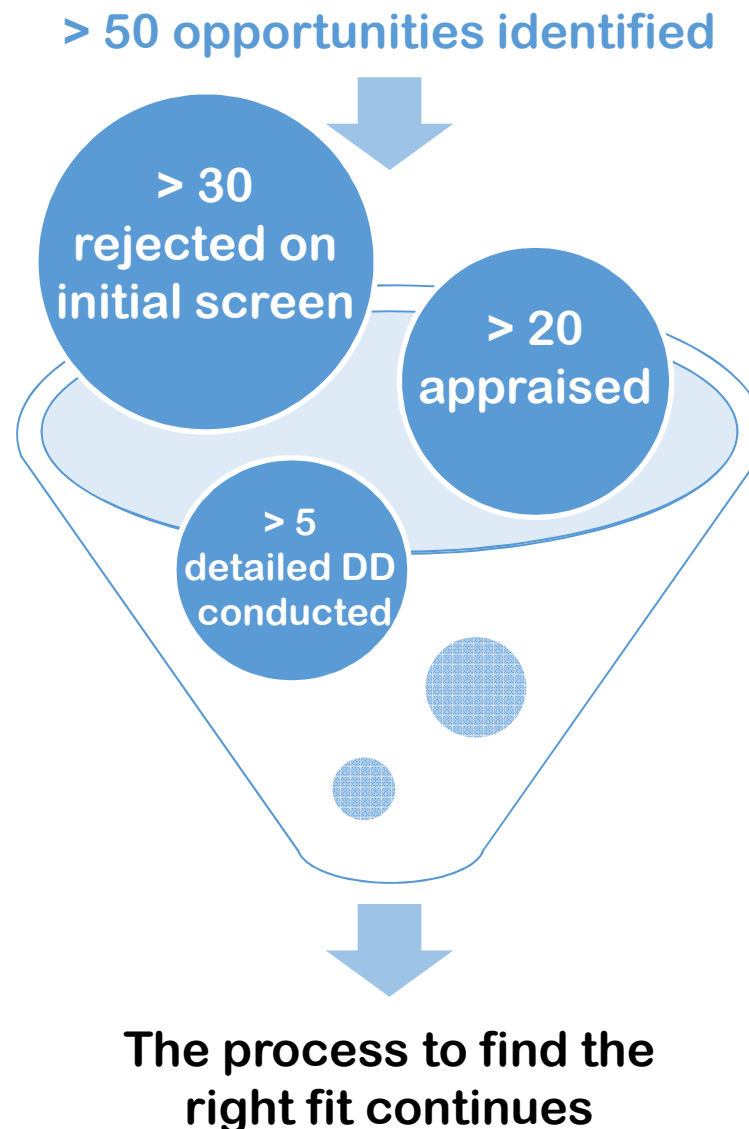 > 50 opportunities identified
> 30
rejected on
initial screen
> 20
appraised
> 5
detailed DD
conducted
The process to find the
right fit continues